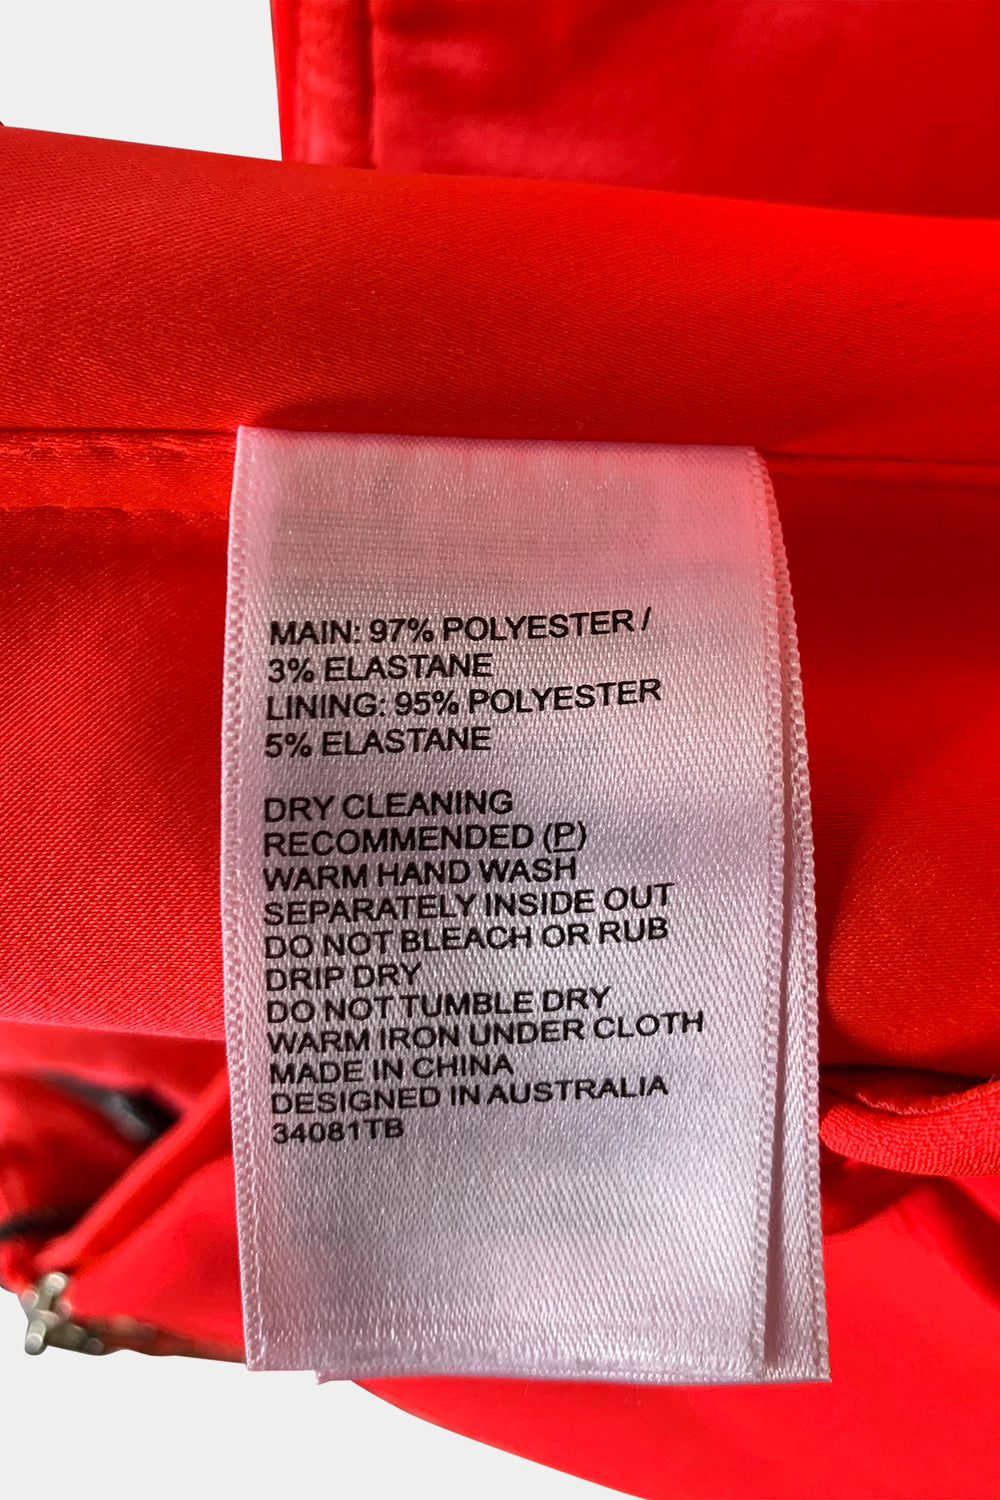 MAIN: 97% POLYESTER /
3% ELASTANE
LINING: 95% POLYESTER
5% ELASTANE
DRY CLEANING
RECOMMENDED (P)
WARM HAND WASH
SEPARATELY INSIDE OUT
DO NOT BLEACH OR RUB
DRIP DRY
DO NOT TUMBLE DRY
WARM IRON UNDER CLOTH
MADE IN CHINA
DESIGNED IN AUSTRALIA
34081TB